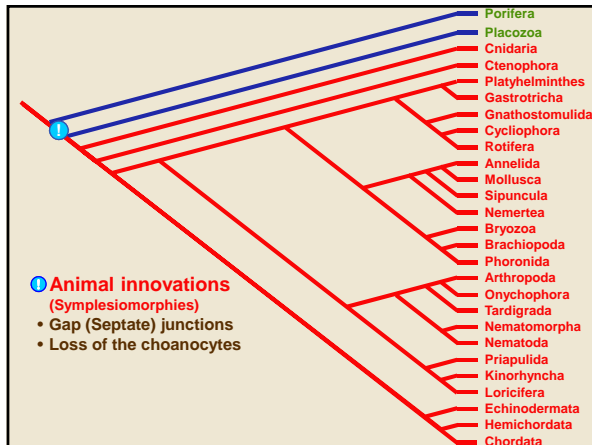 Porifera
Placozoa
Cnidaria
Ctenophora
Platyhelminthes
Gastrotricha
Gnathostomulida
Cycliophora
Rotifera
Annelida
Mollusca
Sipuncula
Nemertea
Bryozoa
Brachiopoda
Phoronida
Arthropoda
Onychophora
Tardigrada
Nematomorpha
Nematoda
Priapulida
Kinorhyncha
Loricifera
Echinodermata
Hemichordata
Chordata
!
! Animal innovations
(Symplesiomorphies)
• Gap (Septate) junctions
• Loss of the choanocytes